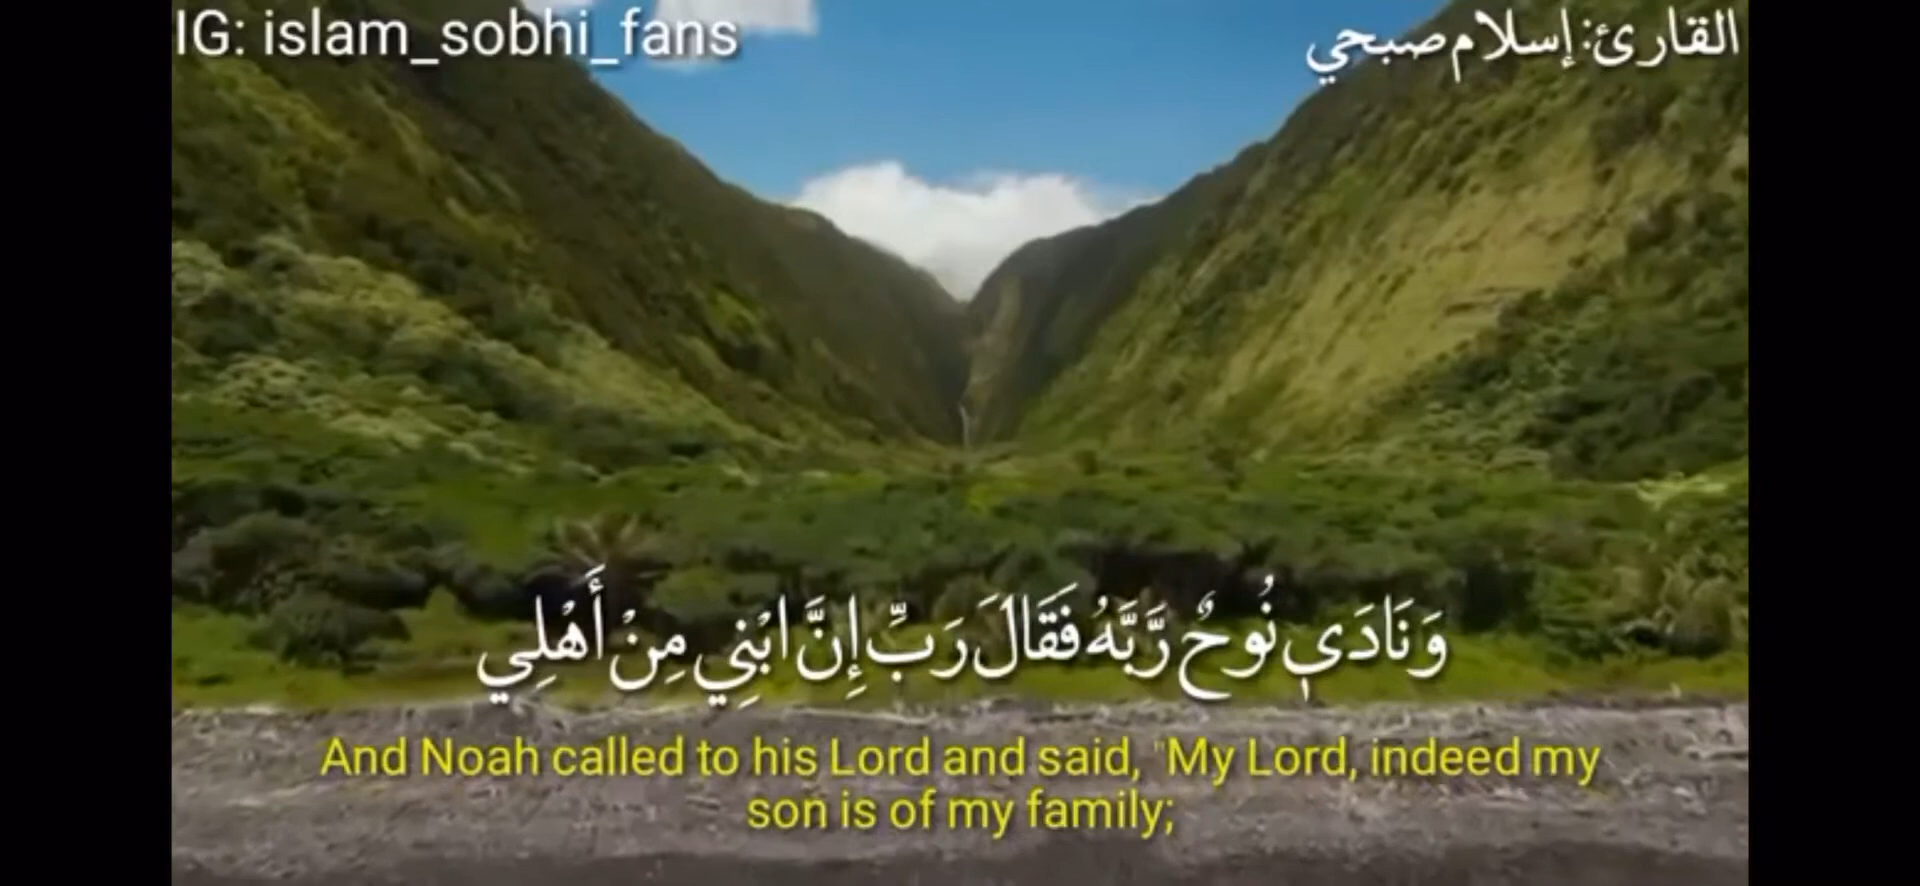 IG: islam_sobhi_fans
القارئ: إسلام صبحي
وَنَادَىٰ نُوحٌ رَّبَّهُ فَقَالَ رَبِّ إِنَّ ابْنِي مِنْ أَهْلِي
And Noah called to his Lord and said, "My Lord, indeed my
son is of my family;